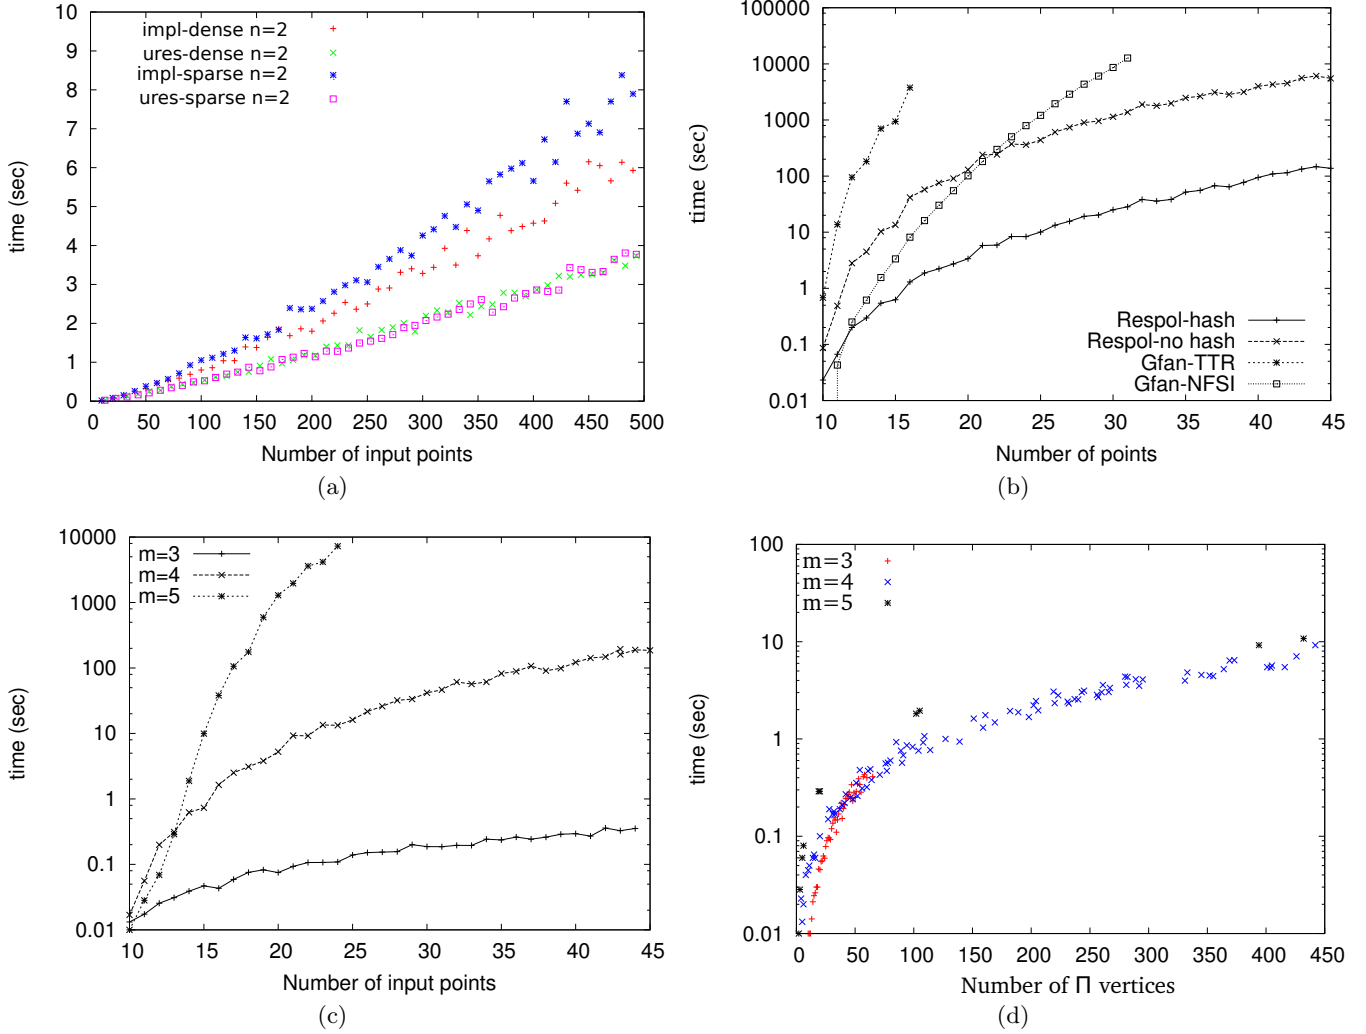 10
9
8
7
6
5
4
3
2
1
0
time (sec)
impl-dense n=2
ures-dense n=2
impl-sparse n=2
ures-sparse n=2
0 50 100 150 200 250 300 350 400 450 500
Number of input points
(a)
100000
10000
1000
100
10
1
0.1
0.01
time (sec)
Respol-hash
Respol-no hash
Gfan-TTR
Gfan-NFSI
10 15 20 25 30 35 40 45
Number of points
(b)
10000
1000
100
10
1
0.1
0.01
time (sec)
m=3
m=4
m=5
10 15 20 25 30 35 40 45
Number of input points
(c)
100
10
1
0.1
0.01
time (sec)
m=3
m=4
m=5
0 50 100 150 200 250 300 350 400 450
Number of Π vertices
(d)